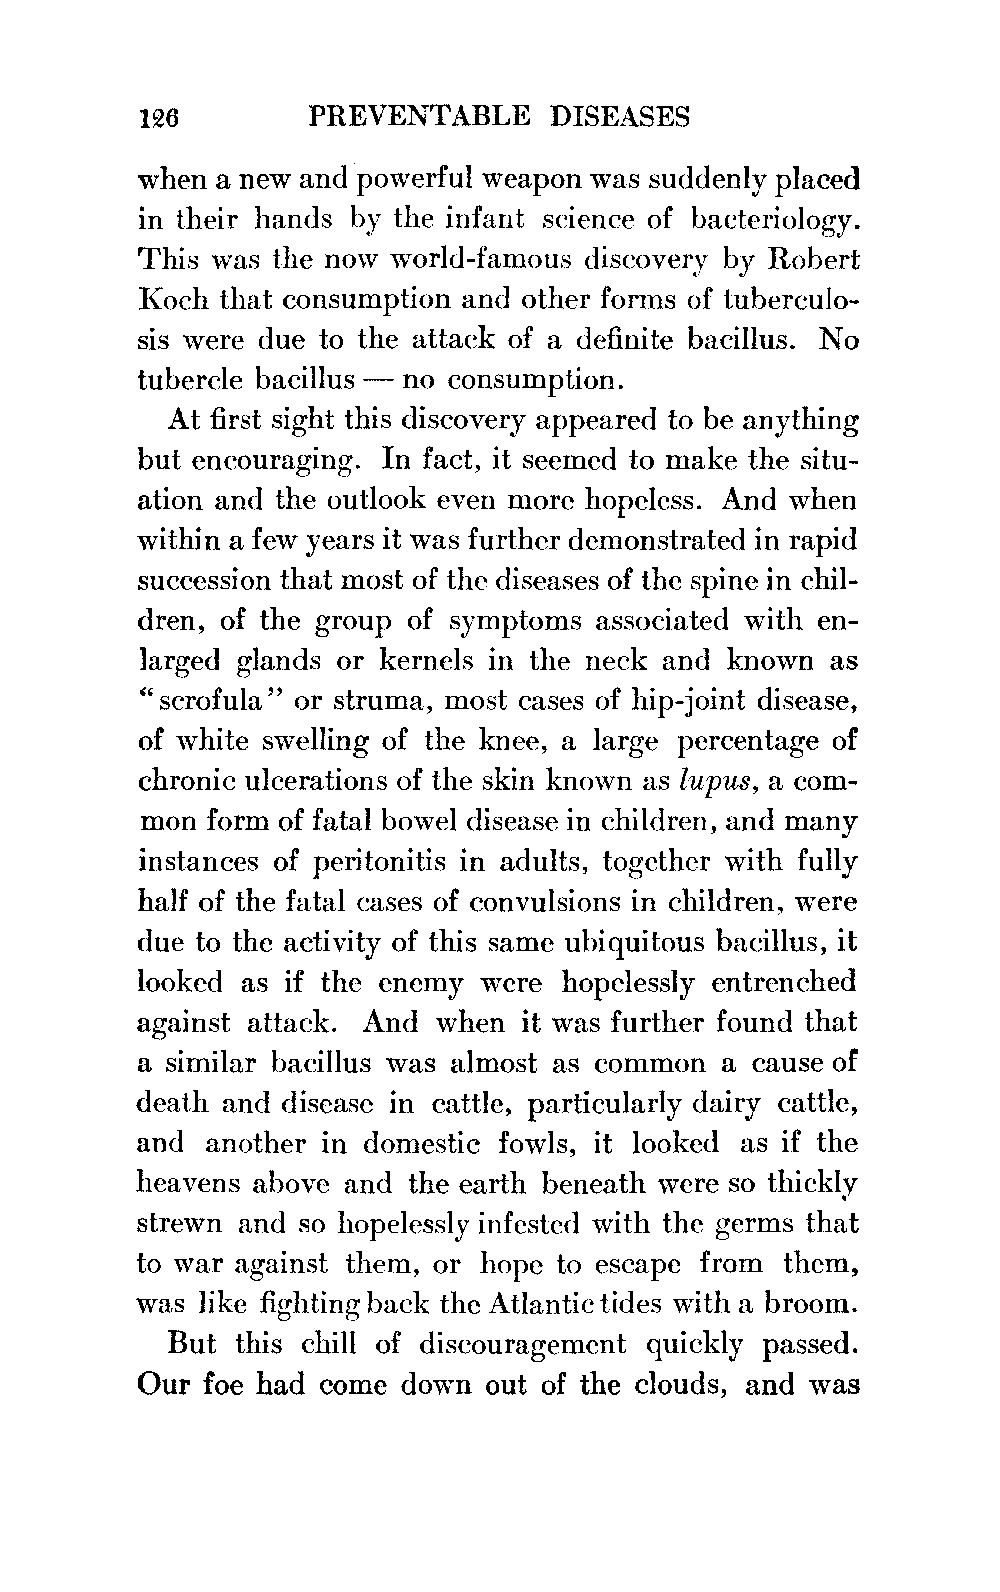 126 PREVENTABLE DISEASES
when a new and powerful weapon was suddenly placed
in their hands by the infant science of bacteriology.
This was the now world-famous discovery by Robert
Koch that consumption and other forms of tuberculo-
sis were due to the attack of a definite bacillus. No
tubercle bacillus — no consumption.
At first sight this discovery appeared to be anything
but encouraging. In fact, it seemed to make the situ-
ation and the outlook even more hopeless. And when
within a few years it was further demonstrated in rapid
succession that most of the diseases of the spine in chil-
dren, of the group of symptoms associated with en-
larged glands or kernels in the neck and known as
“scrofula” or struma, most cases of hip-joint disease,
of white swelling of the knee, a large percentage of
chronic ulcerations of the skin known as lupus, a com-
mon form of fatal bowel disease in children, and many
instances of peritonitis in adults, together with fully
half of the fatal cases of convulsions in children, were
due to the activity of this same ubiquitous bacillus, it
looked as if the enemy were hopelessly entrenched
against attack. And when it was further found that
a similar bacillus was almost as common a cause of
death and disease in cattle, particularly dairy cattle,
and another in domestic fowls, it looked as if the
heavens above and the earth beneath were so thickly
strewn and so hopelessly infested with the germs that
to war against them, or hope to escape from them,
was like fighting back the Atlantic tides with a broom.
But this chill of discouragement quickly passed.
Our foe had come down out of the clouds, and was